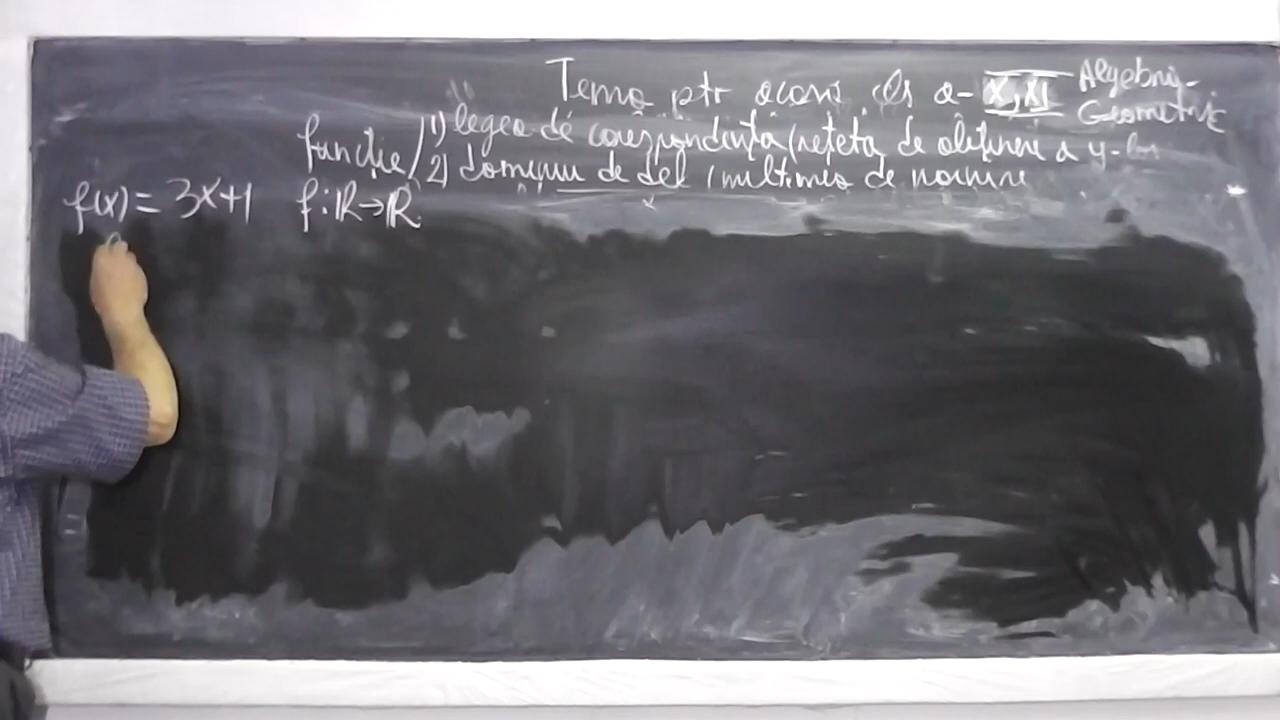 Tema ptr acasă cls a- X, XI Algebră-
Geometrie
funcție 1) legea de corespondență (rețeta de obținere a y-lor
2) domeniu de def (mulțimea de pornire
f(x) = 3x+1 f:ℝ→ℝ